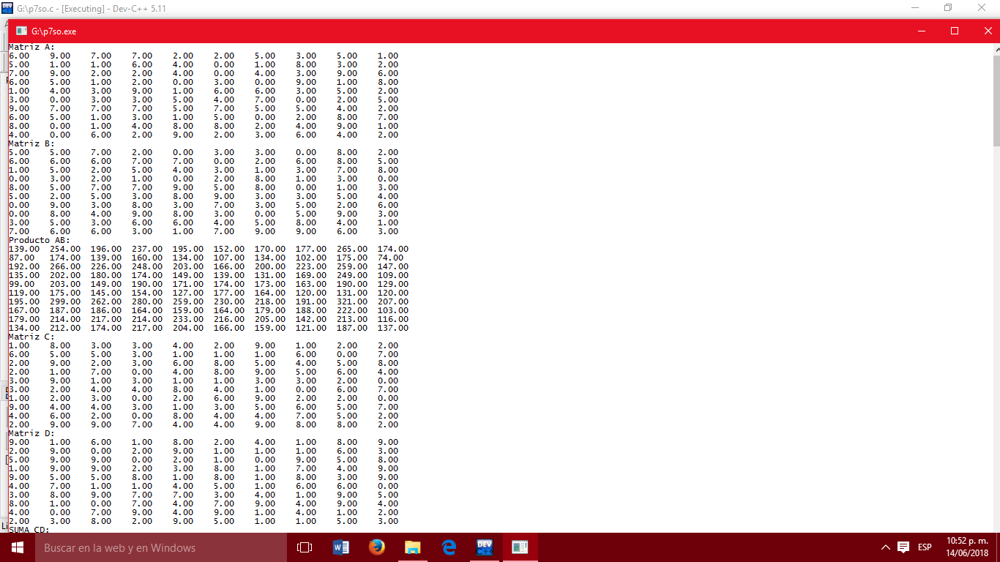 G:\p7so.c - [Executing] - Dev-C++ 5.11
G:\p7so.exe
Matriz A:
6.00 9.00 7.00 7.00 2.00 2.00 5.00 3.00 5.00 1.00
5.00 1.00 1.00 6.00 4.00 0.00 1.00 8.00 3.00 2.00
7.00 9.00 2.00 2.00 4.00 0.00 4.00 3.00 9.00 6.00
6.00 5.00 1.00 2.00 0.00 3.00 0.00 9.00 1.00 8.00
1.00 4.00 3.00 9.00 1.00 6.00 6.00 3.00 5.00 2.00
3.00 0.00 3.00 3.00 5.00 4.00 7.00 0.00 2.00 5.00
9.00 7.00 7.00 7.00 5.00 7.00 5.00 5.00 4.00 2.00
6.00 5.00 1.00 3.00 1.00 5.00 0.00 2.00 8.00 7.00
8.00 0.00 1.00 4.00 8.00 8.00 2.00 4.00 9.00 1.00
4.00 0.00 6.00 2.00 9.00 2.00 3.00 6.00 4.00 2.00
Matriz B:
5.00 5.00 7.00 2.00 0.00 3.00 3.00 0.00 8.00 2.00
6.00 6.00 6.00 7.00 7.00 0.00 2.00 6.00 8.00 5.00
1.00 5.00 2.00 5.00 4.00 3.00 1.00 3.00 7.00 8.00
0.00 3.00 2.00 1.00 0.00 2.00 8.00 1.00 3.00 0.00
8.00 5.00 7.00 7.00 9.00 5.00 8.00 0.00 1.00 3.00
5.00 2.00 5.00 3.00 8.00 9.00 3.00 3.00 5.00 4.00
0.00 9.00 3.00 8.00 3.00 7.00 3.00 5.00 2.00 6.00
0.00 8.00 4.00 9.00 8.00 3.00 0.00 5.00 9.00 3.00
3.00 5.00 3.00 6.00 6.00 4.00 5.00 8.00 4.00 1.00
7.00 6.00 6.00 3.00 1.00 7.00 9.00 9.00 6.00 3.00
Producto AB:
139.00 254.00 196.00 237.00 195.00 152.00 170.00 177.00 265.00 174.00
87.00 174.00 139.00 160.00 134.00 107.00 134.00 102.00 175.00 74.00
192.00 266.00 226.00 248.00 203.00 166.00 200.00 223.00 259.00 147.00
135.00 202.00 180.00 174.00 149.00 139.00 131.00 169.00 249.00 109.00
99.00 203.00 149.00 190.00 171.00 174.00 173.00 163.00 190.00 129.00
119.00 175.00 145.00 154.00 127.00 177.00 164.00 120.00 131.00 120.00
195.00 299.00 262.00 280.00 259.00 230.00 218.00 191.00 321.00 207.00
167.00 187.00 186.00 164.00 159.00 164.00 179.00 188.00 222.00 103.00
179.00 214.00 217.00 214.00 233.00 216.00 205.00 142.00 213.00 116.00
134.00 212.00 174.00 217.00 204.00 166.00 159.00 121.00 187.00 137.00
Matriz C:
1.00 8.00 3.00 3.00 4.00 2.00 9.00 1.00 2.00 2.00
6.00 5.00 5.00 3.00 1.00 1.00 1.00 6.00 0.00 7.00
2.00 9.00 2.00 3.00 6.00 8.00 5.00 4.00 5.00 8.00
2.00 1.00 7.00 0.00 4.00 8.00 9.00 5.00 6.00 4.00
3.00 9.00 1.00 3.00 1.00 1.00 3.00 3.00 2.00 0.00
3.00 2.00 4.00 4.00 8.00 4.00 1.00 0.00 6.00 7.00
1.00 2.00 3.00 0.00 2.00 6.00 9.00 2.00 2.00 0.00
9.00 4.00 4.00 3.00 1.00 3.00 5.00 6.00 5.00 7.00
4.00 6.00 2.00 0.00 8.00 4.00 4.00 7.00 5.00 2.00
2.00 9.00 9.00 7.00 4.00 4.00 9.00 8.00 8.00 2.00
Matriz D:
9.00 1.00 6.00 1.00 8.00 2.00 4.00 1.00 8.00 9.00
2.00 9.00 0.00 2.00 9.00 1.00 1.00 1.00 6.00 3.00
5.00 9.00 9.00 0.00 2.00 1.00 0.00 9.00 5.00 8.00
1.00 9.00 9.00 2.00 3.00 8.00 1.00 7.00 4.00 9.00
9.00 5.00 5.00 8.00 1.00 8.00 1.00 8.00 3.00 9.00
4.00 7.00 1.00 1.00 4.00 5.00 1.00 6.00 6.00 0.00
3.00 8.00 9.00 7.00 7.00 3.00 4.00 1.00 9.00 5.00
8.00 1.00 0.00 7.00 4.00 7.00 9.00 4.00 9.00 4.00
4.00 0.00 7.00 9.00 4.00 9.00 1.00 4.00 1.00 2.00
2.00 3.00 8.00 2.00 9.00 5.00 1.00 1.00 5.00 3.00
SUMA CD:
Buscar en la web y en Windows
ESP
10:52 p. m.
14/06/2018